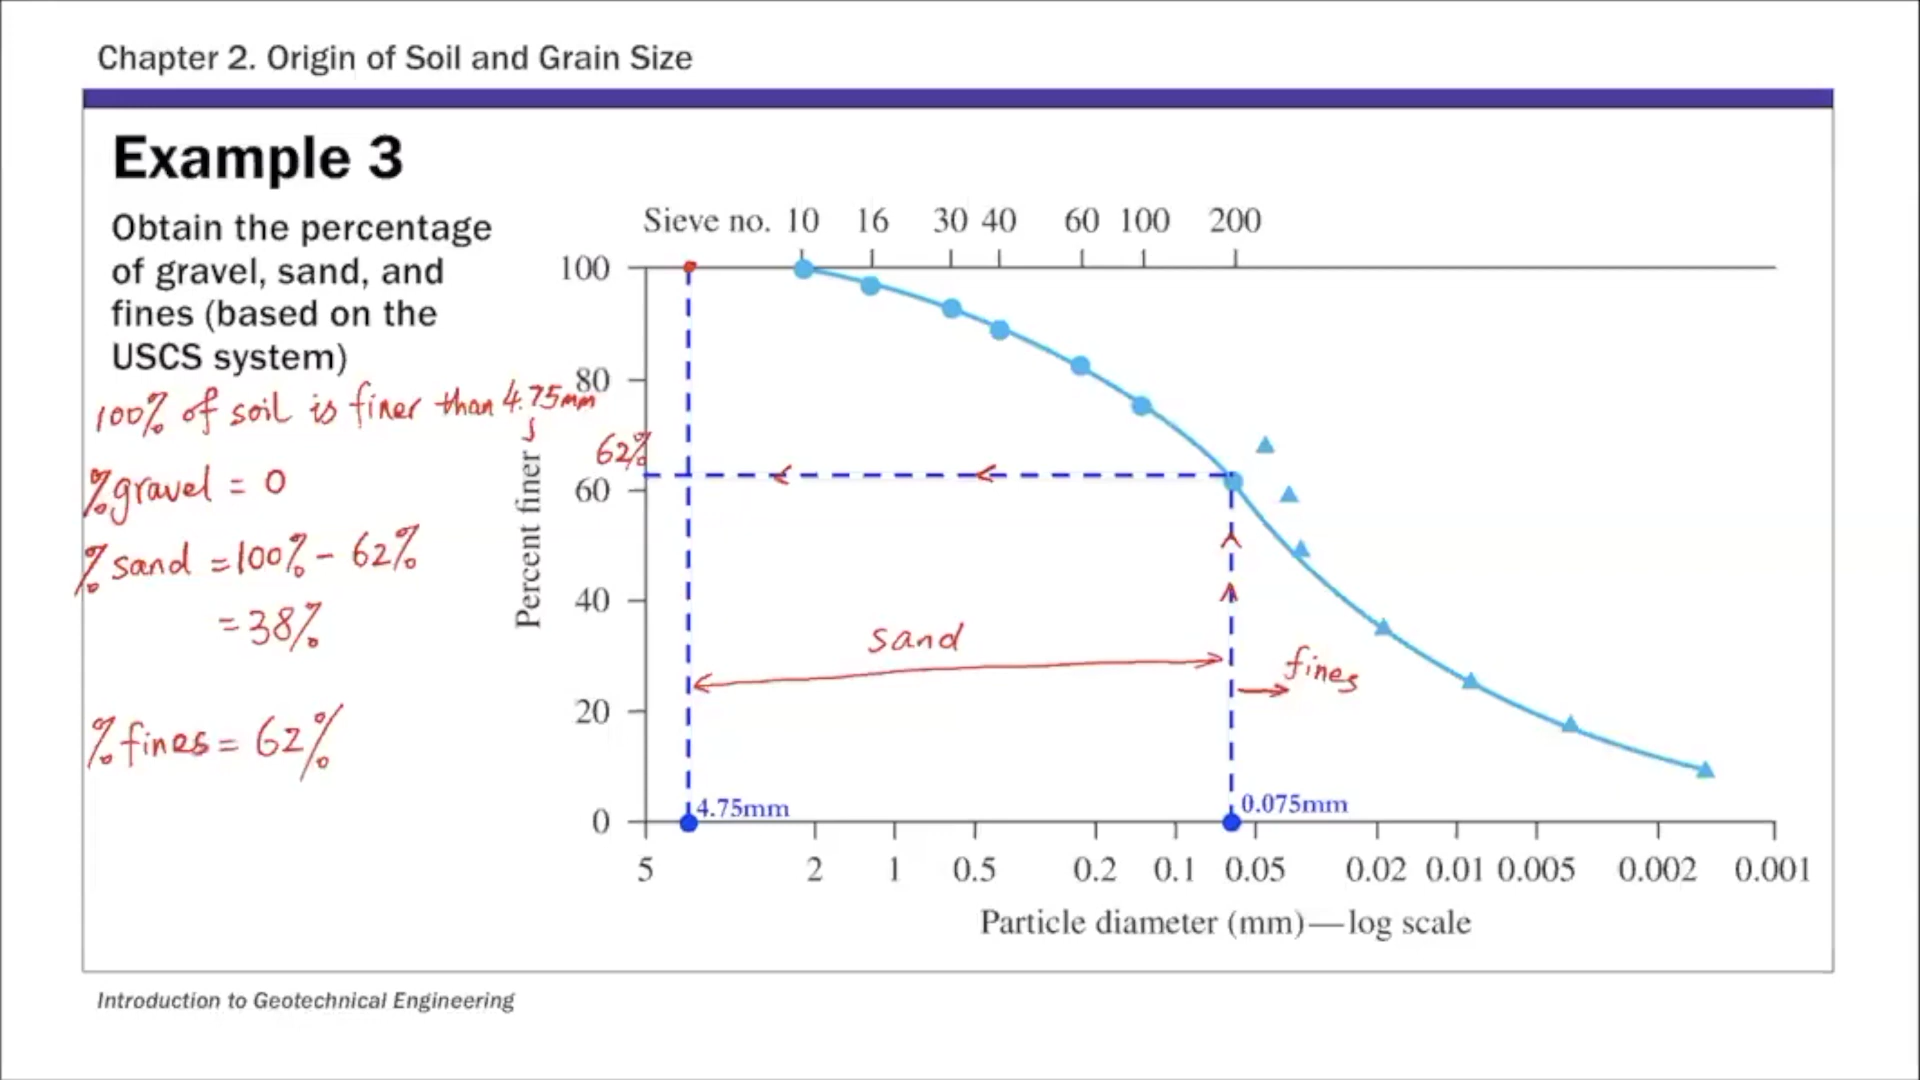 Chapter 2. Origin of Soil and Grain Size
Example 3
Obtain the percentage
of gravel, sand, and
fines (based on the
USCS system)
100% of soil is finer than 4.75mm
%gravel = 0
%sand = 100% - 62%
= 38%
%fines = 62%
Sieve no. 10 16 30 40 60 100 200
100
80
62%
60
40
20
0
Percent finer
sand
fines
4.75mm
0.075mm
5 2 1 0.5 0.2 0.1 0.05 0.02 0.01 0.005 0.002 0.001
Particle diameter (mm)—log scale
Introduction to Geotechnical Engineering